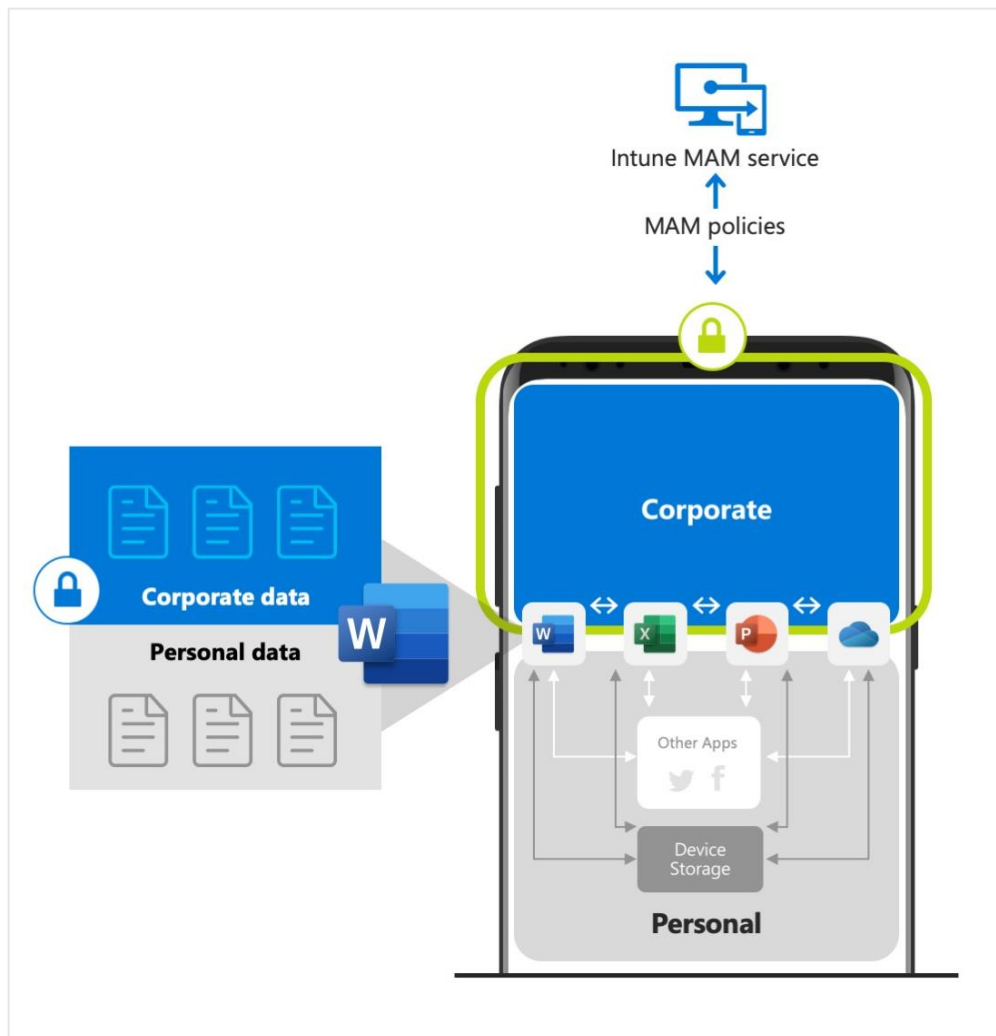 Intune MAM service
MAM policies
Corporate
Corporate data
Personal data
W
W
X
P
Other Apps
f
Device
Storage
Personal